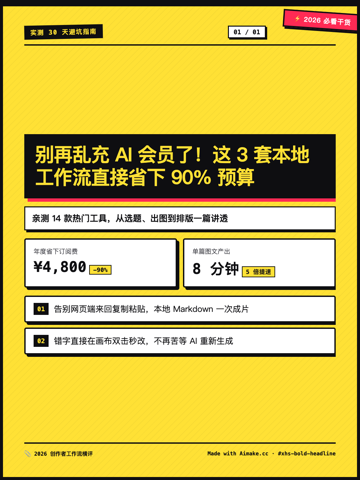 实测 30 天避坑指南
01 / 01
⚡ 2026 必看干货
别再乱充 AI 会员了！这 3 套本地
工作流直接省下 90% 预算
亲测 14 款热门工具，从选题、出图到排版一篇讲透
年度省下订阅费
¥4,800 -90%
单篇图文产出
8 分钟 5 倍提速
01 告别网页端来回复制粘贴，本地 Markdown 一次成片
02 错字直接在画布双击秒改，不再苦等 AI 重新生成
📎 2026 创作者工作流横评
Made with Aimake.cc · #xhs-bold-headline